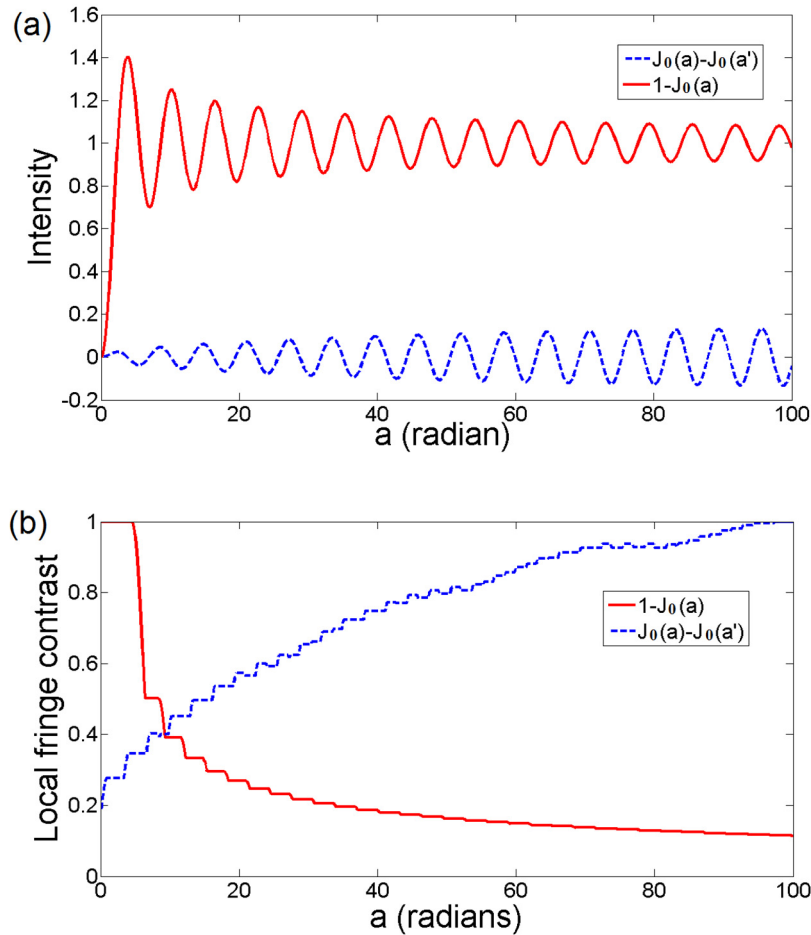 (a)
1.6
1.4
1.2
1
0.8
0.6
0.4
0.2
0
-0.2
Intensity
J₀(a)-J₀(a')
1-J₀(a)
0 20 40 60 80 100
a (radian)
(b)
1
0.8
0.6
0.4
0.2
0
Local fringe contrast
1-J₀(a)
J₀(a)-J₀(a')
0 20 40 60 80 100
a (radians)